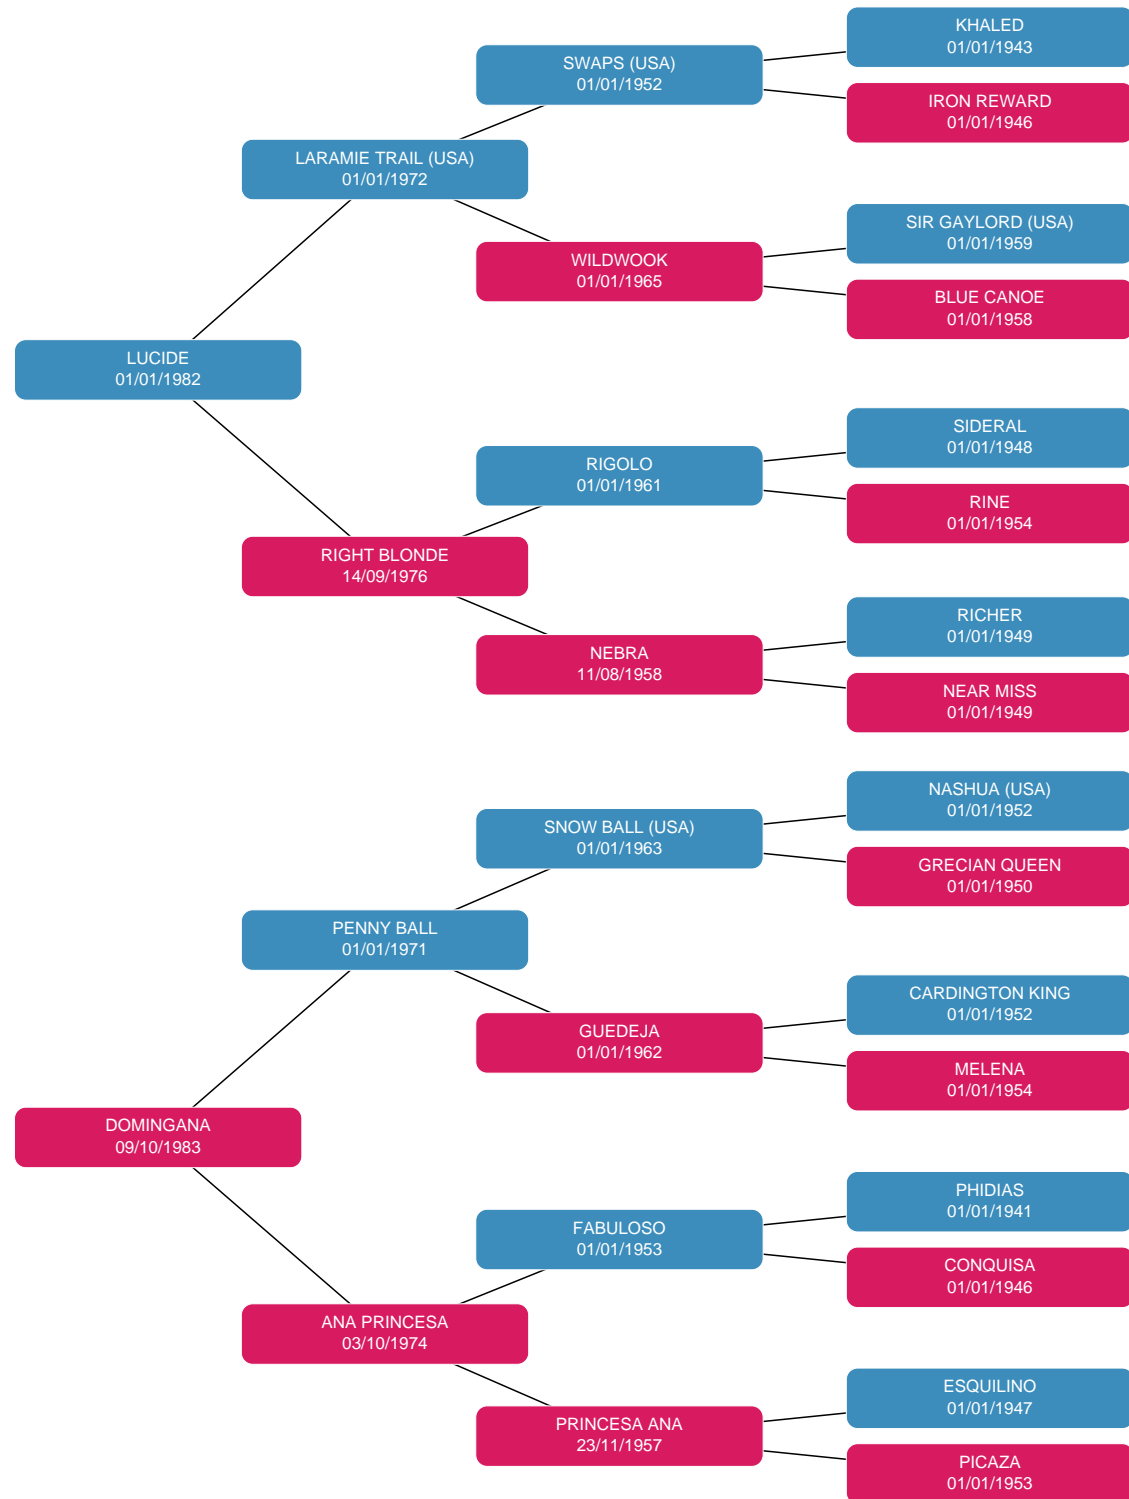 KHALED
01/01/1943
SWAPS (USA)
01/01/1952
IRON REWARD
01/01/1946
LARAMIE TRAIL (USA)
01/01/1972
SIR GAYLORD (USA)
01/01/1959
WILDWOOK
01/01/1965
BLUE CANOE
01/01/1958
LUCIDE
01/01/1982
SIDERAL
01/01/1948
RIGOLO
01/01/1961
RINE
01/01/1954
RIGHT BLONDE
14/09/1976
RICHER
01/01/1949
NEBRA
11/08/1958
NEAR MISS
01/01/1949
NASHUA (USA)
01/01/1952
SNOW BALL (USA)
01/01/1963
GRECIAN QUEEN
01/01/1950
PENNY BALL
01/01/1971
CARDINGTON KING
01/01/1952
GUEDEJA
01/01/1962
MELENA
01/01/1954
DOMINGANA
09/10/1983
PHIDIAS
01/01/1941
FABULOSO
01/01/1953
CONQUISA
01/01/1946
ANA PRINCESA
03/10/1974
ESQUILINO
01/01/1947
PRINCESA ANA
23/11/1957
PICAZA
01/01/1953